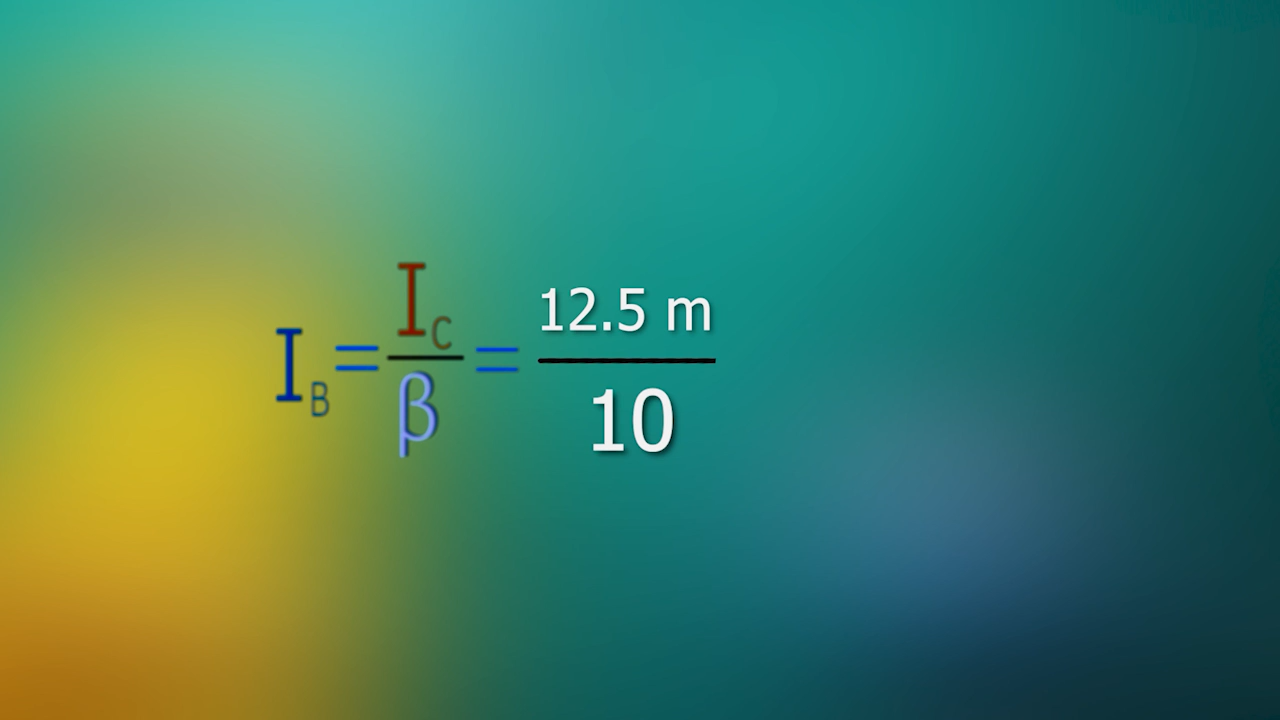 I_B = I_C / β = 12.5 m / 10